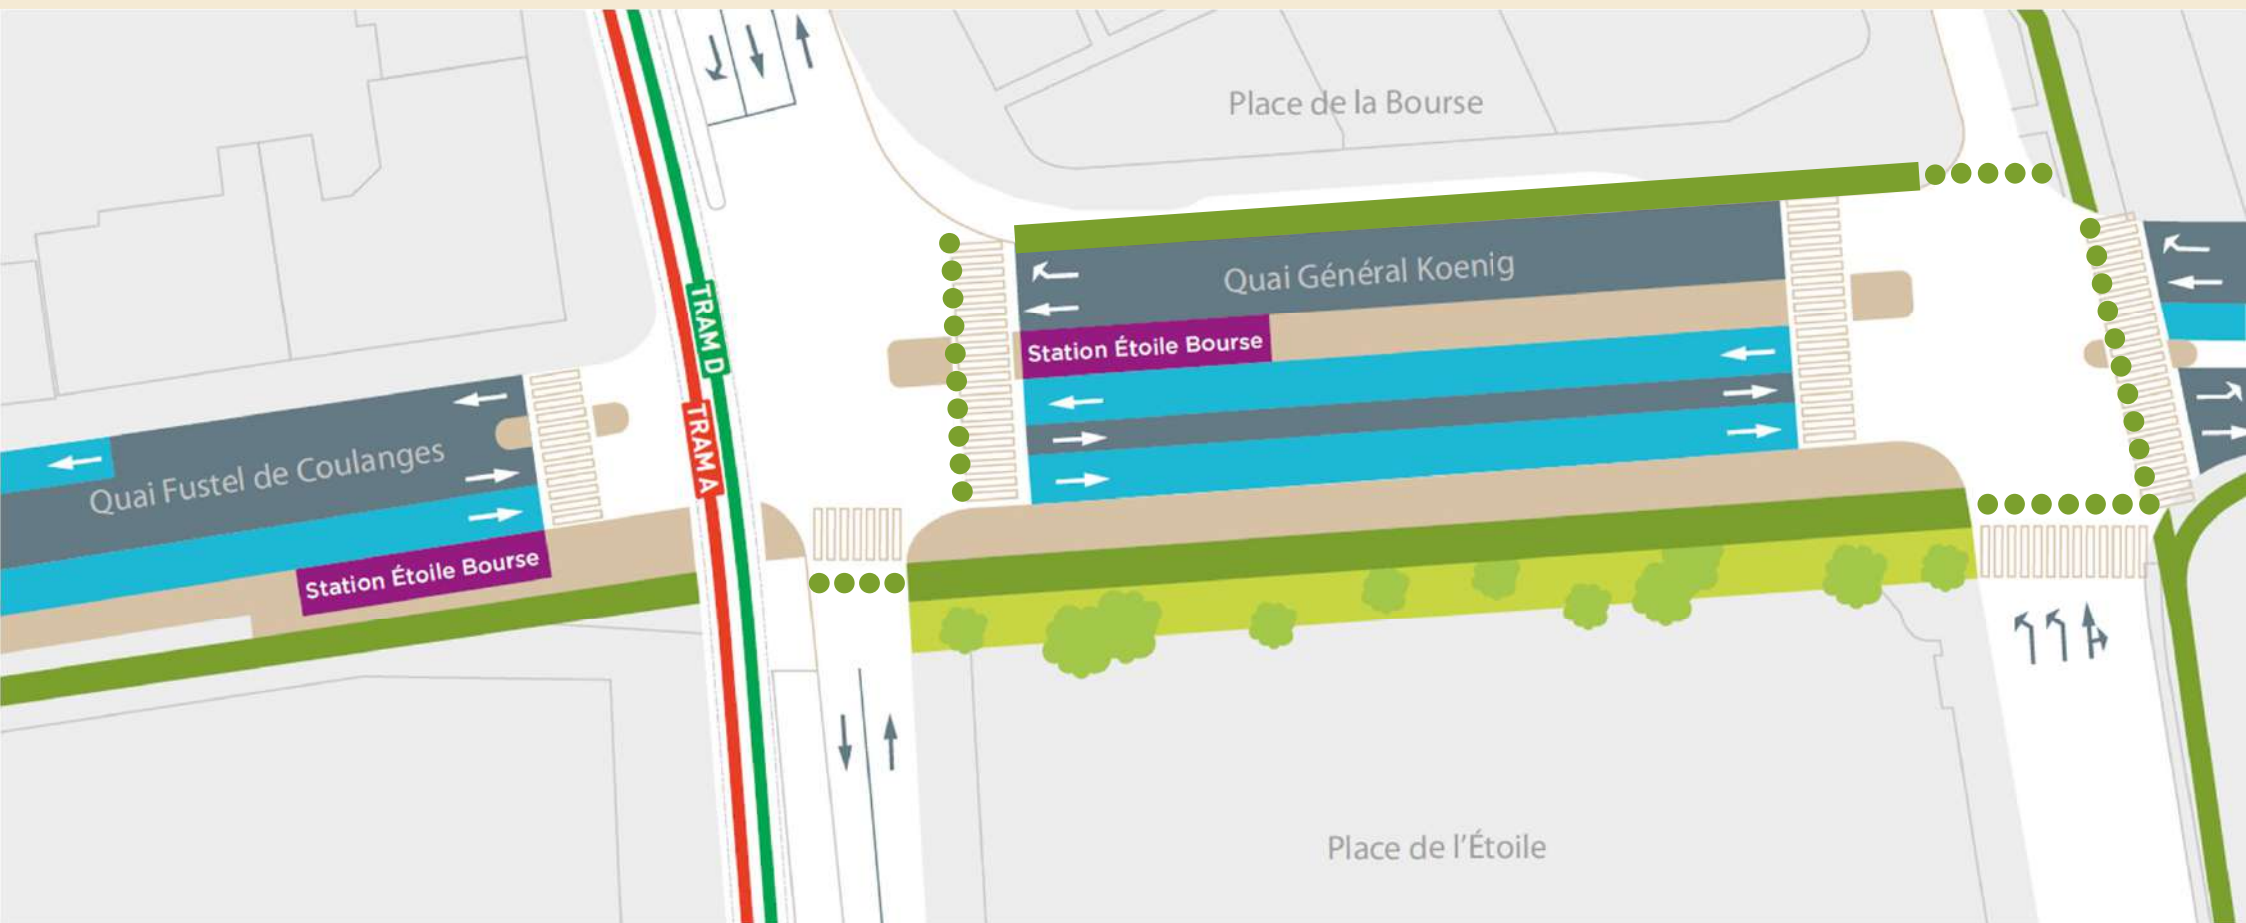 Place de la Bourse
Quai Général Koenig
TRAM D
Station Étoile Bourse
TRAM A
Quai Fustel de Coulanges
Station Étoile Bourse
Place de l'Étoile